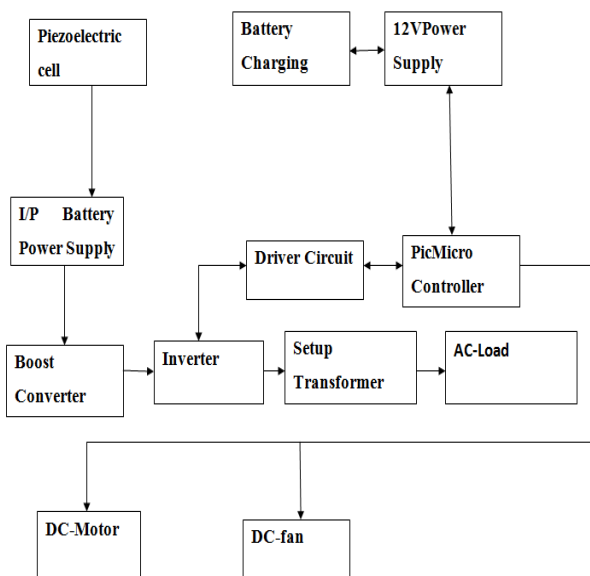 Piezoelectric
cell
Battery
Charging
12VPower
Supply
I/P Battery
Power Supply
Driver Circuit
PicMicro
Controller
Boost
Converter
Inverter
Setup
Transformer
AC-Load
DC-Motor
DC-fan